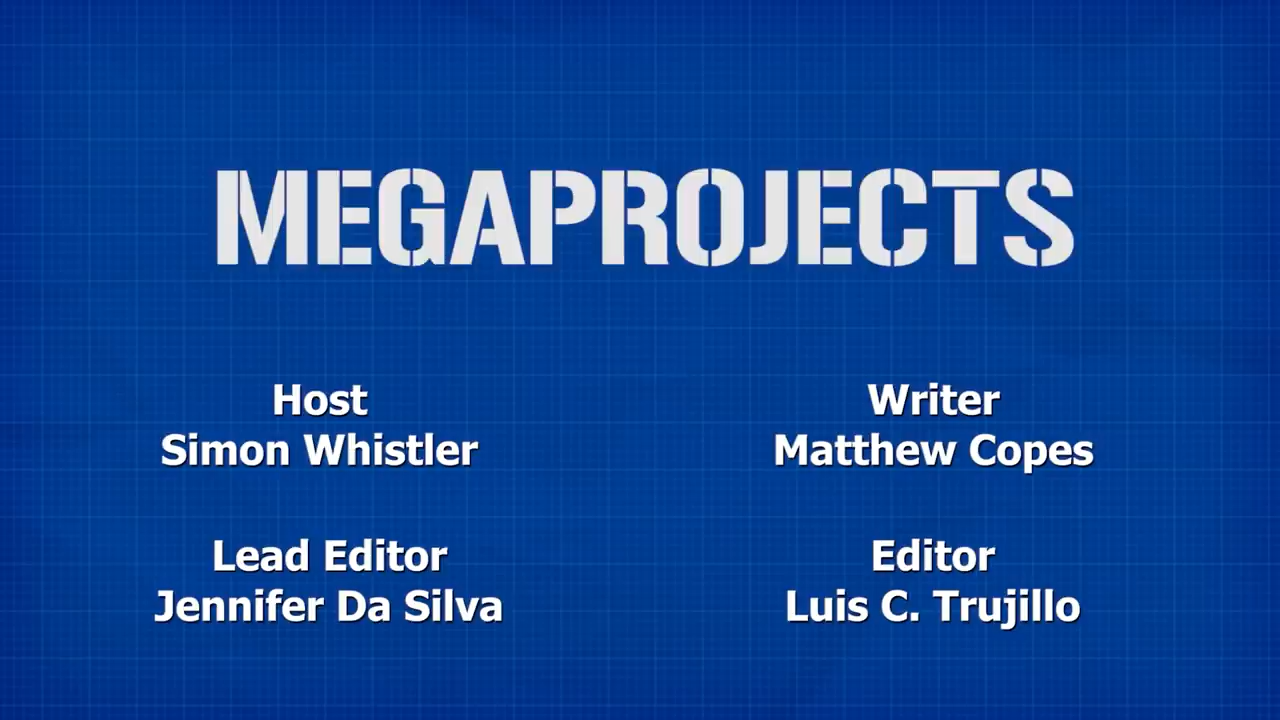 MEGAPROJECTS
Host
Simon Whistler
Writer
Matthew Copes
Lead Editor
Jennifer Da Silva
Editor
Luis C. Trujillo